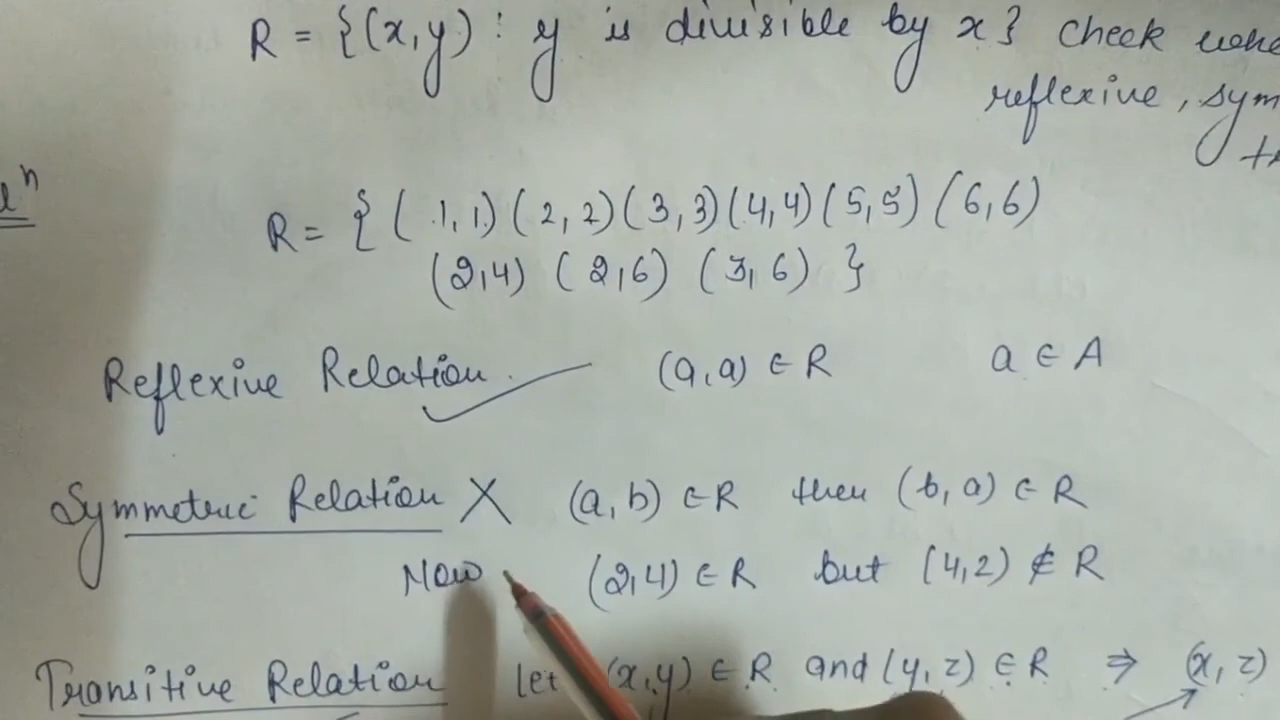 R = {(x,y) : y is divisible by x} check
reflexive, sym
R = { (1,1) (2,2) (3,3) (4,4) (5,5) (6,6)
(2,4) (2,6) (3,6) }
Reflexive Relation. (a,a) ∈ R a ∈ A
Symmetric Relation X (a,b) ∈ R then (b,a) ∈ R
Now (2,4) ∈ R but (4,2) ∉ R
Transitive Relation let (x,y) ∈ R and (y,z) ∈ R ⇒ (x,z)